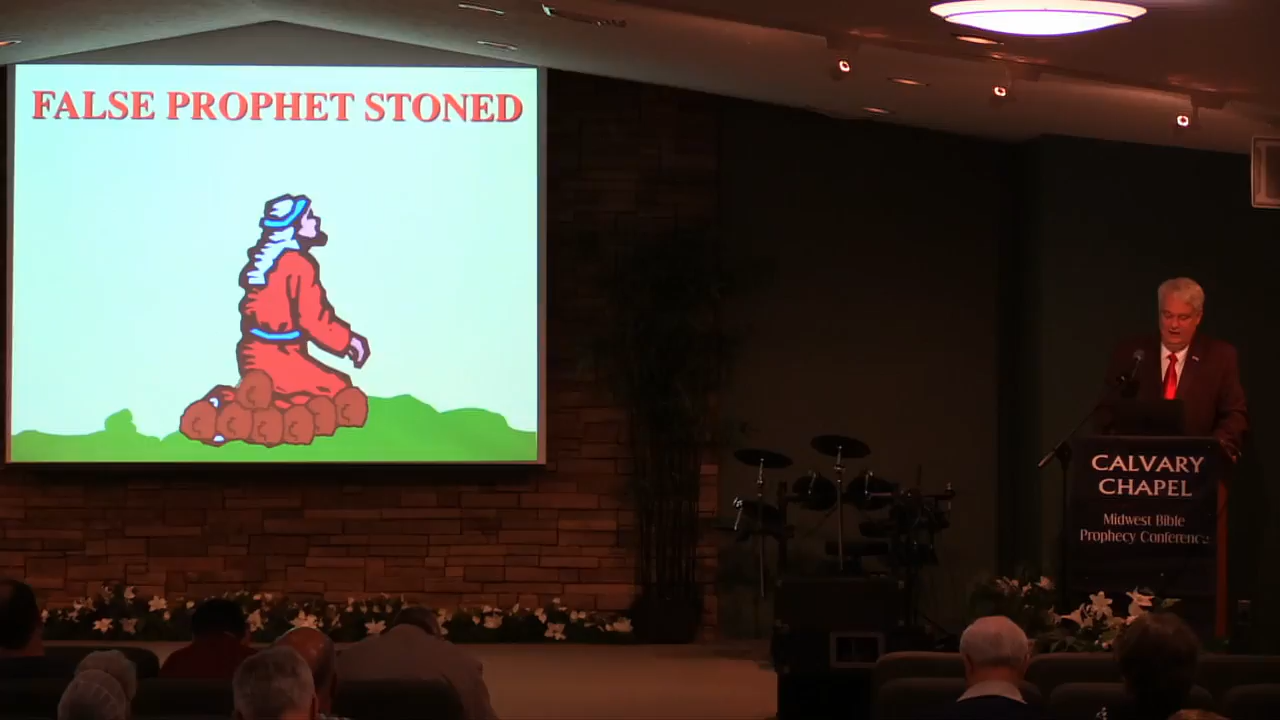 FALSE PROPHET STONED
CALVARY
CHAPEL
Midwest Bible
Prophecy Conference